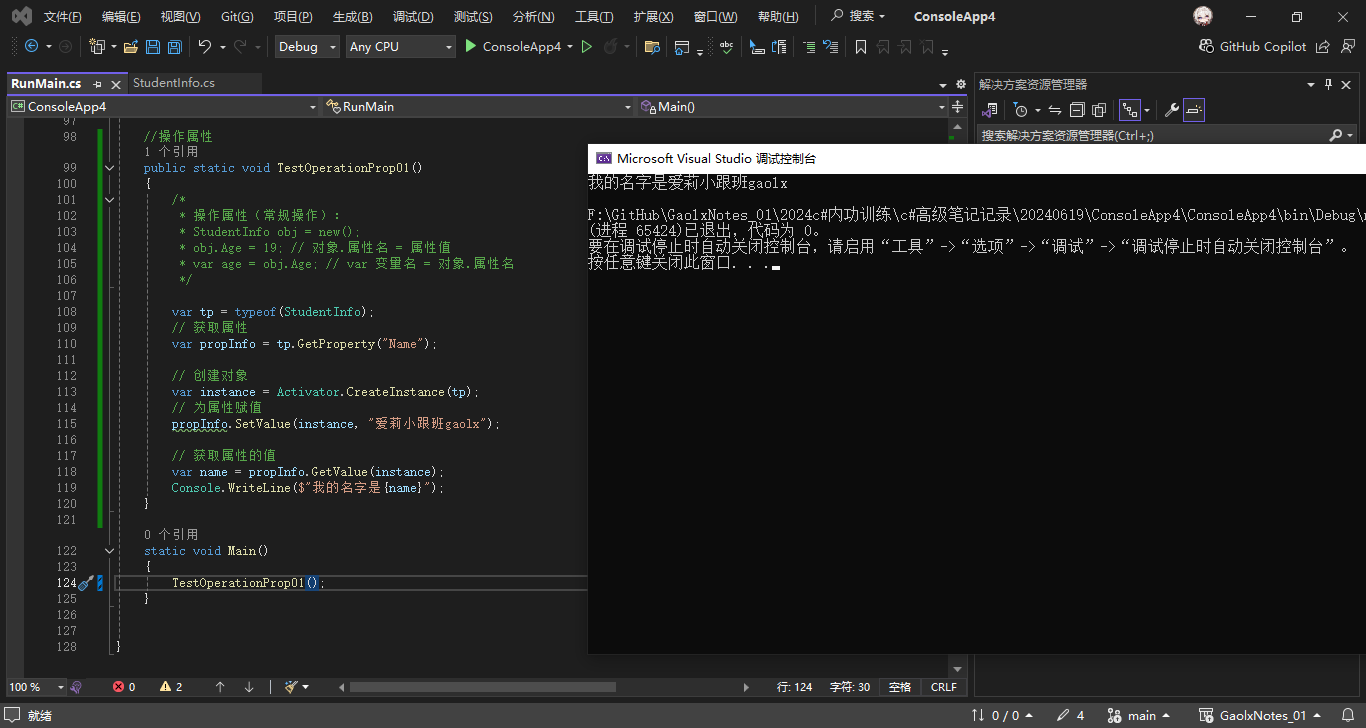 文件(F) 编辑(E) 视图(V) Git(G) 项目(P) 生成(B) 调试(D) 测试(S) 分析(N) 工具(T) 扩展(X) 窗口(W) 帮助(H) 搜索 ConsoleApp4
Debug Any CPU ConsoleApp4 GitHub Copilot
RunMain.cs StudentInfo.cs
ConsoleApp4 RunMain Main()
解决方案资源管理器
搜索解决方案资源管理器(Ctrl+;)
97
98 //操作属性
1 个引用
99 public static void TestOperationProp01()
100 {
101 /*
102 * 操作属性（常规操作）:
103 * StudentInfo obj = new();
104 * obj.Age = 19; // 对象.属性名 = 属性值
105 * var age = obj.Age; // var 变量名 = 对象.属性名
106 */
107
108 var tp = typeof(StudentInfo);
109 // 获取属性
110 var propInfo = tp.GetProperty("Name");
111
112 // 创建对象
113 var instance = Activator.CreateInstance(tp);
114 // 为属性赋值
115 propInfo.SetValue(instance, "爱莉小跟班gaolx");
116
117 // 获取属性的值
118 var name = propInfo.GetValue(instance);
119 Console.WriteLine($"我的名字是{name}");
120 }
121
0 个引用
122 static void Main()
123 {
124 TestOperationProp01();
125 }
126
127
128 }
Microsoft Visual Studio 调试控制台
我的名字是爱莉小跟班gaolx
F:\GitHub\GaolxNotes_01\2024c#内功训练\c#高级笔记记录\20240619\ConsoleApp4\ConsoleApp4\bin\Debug\
(进程 65424)已退出，代码为 0。
要在调试停止时自动关闭控制台，请启用“工具”->“选项”->“调试”->“调试停止时自动关闭控制台”。
按任意键关闭此窗口. . .
100 % 0 2 行: 124 字符: 30 空格 CRLF
就绪 0 / 0 4 main GaolxNotes_01